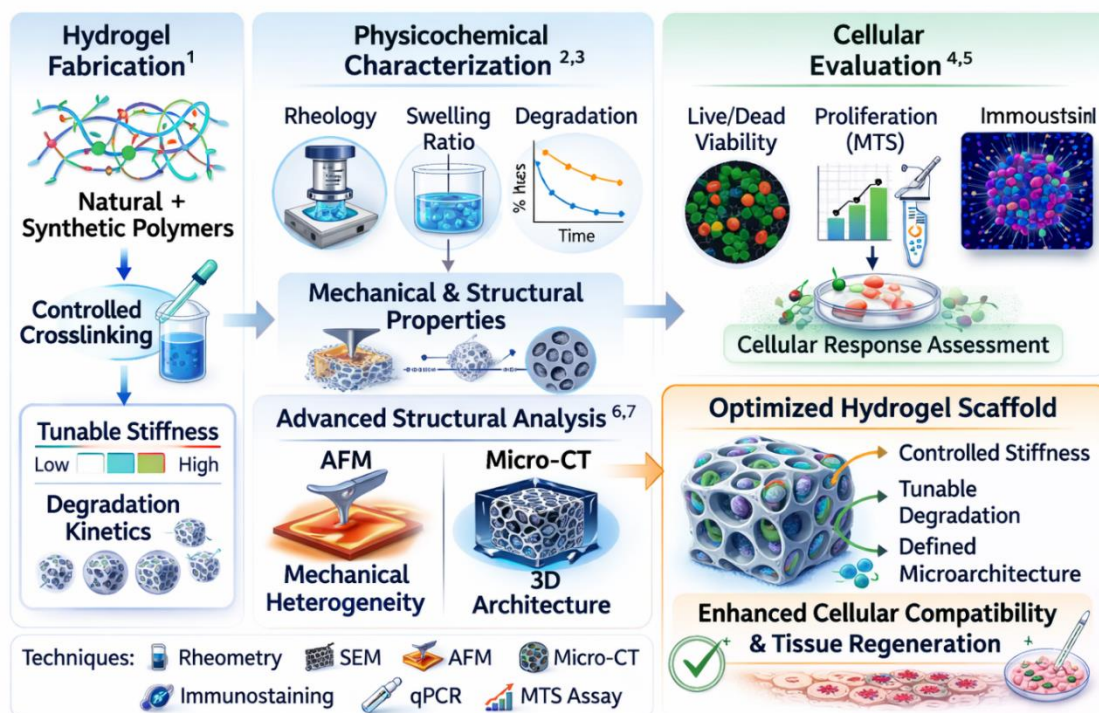 Hydrogel
Fabrication 1
Natural +
Synthetic Polymers
Controlled
Crosslinking
Tunable Stiffness
Low High
Degradation
Kinetics
Physicochemical
Characterization 2,3
Rheology
Swelling
Ratio
Degradation
Time
Mechanical & Structural
Properties
Advanced Structural Analysis 6,7
AFM
Mechanical
Heterogeneity
Micro-CT
3D
Architecture
Cellular
Evaluation 4,5
Live/Dead
Viability
Proliferation
(MTS)
Cellular Response Assessment
Optimized Hydrogel Scaffold
Controlled Stiffness
Tunable
Degradation
Defined
Microarchitecture
Enhanced Cellular Compatibility
& Tissue Regeneration
Techniques: Rheometry SEM AFM Micro-CT
Immunostaining qPCR MTS Assay